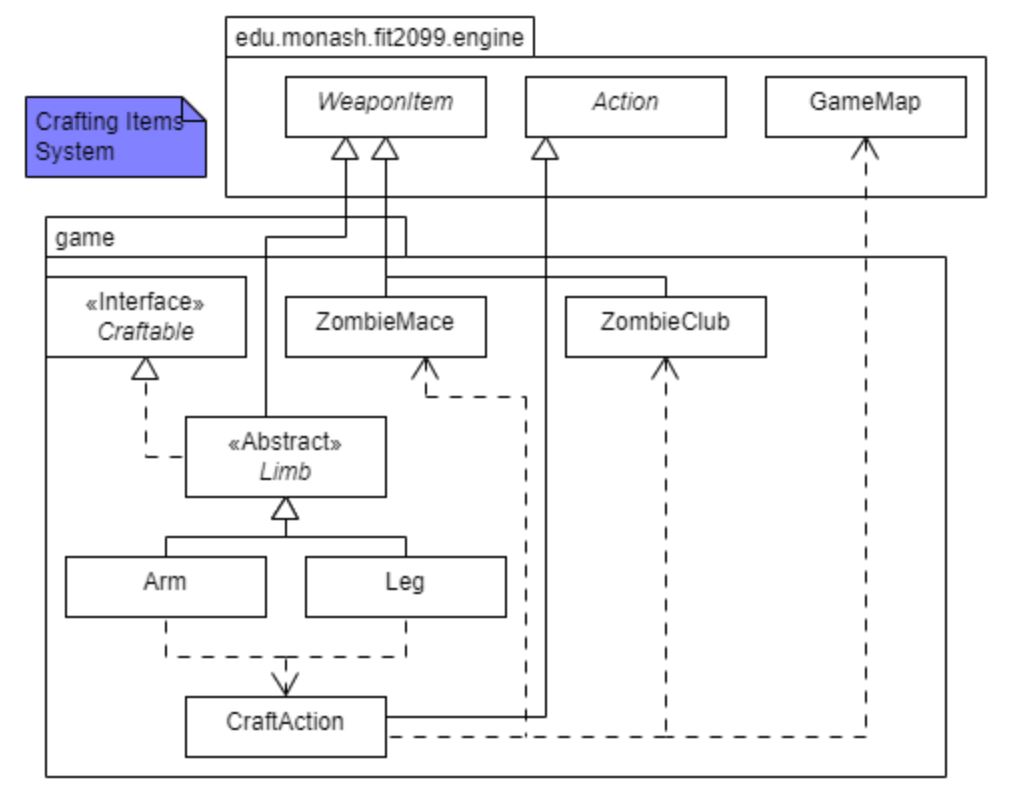 edu.monash.fit2099.engine
WeaponItem
Action
GameMap
Crafting Items
System
game
«Interface»
Craftable
ZombieMace
ZombieClub
«Abstract»
Limb
Arm
Leg
CraftAction